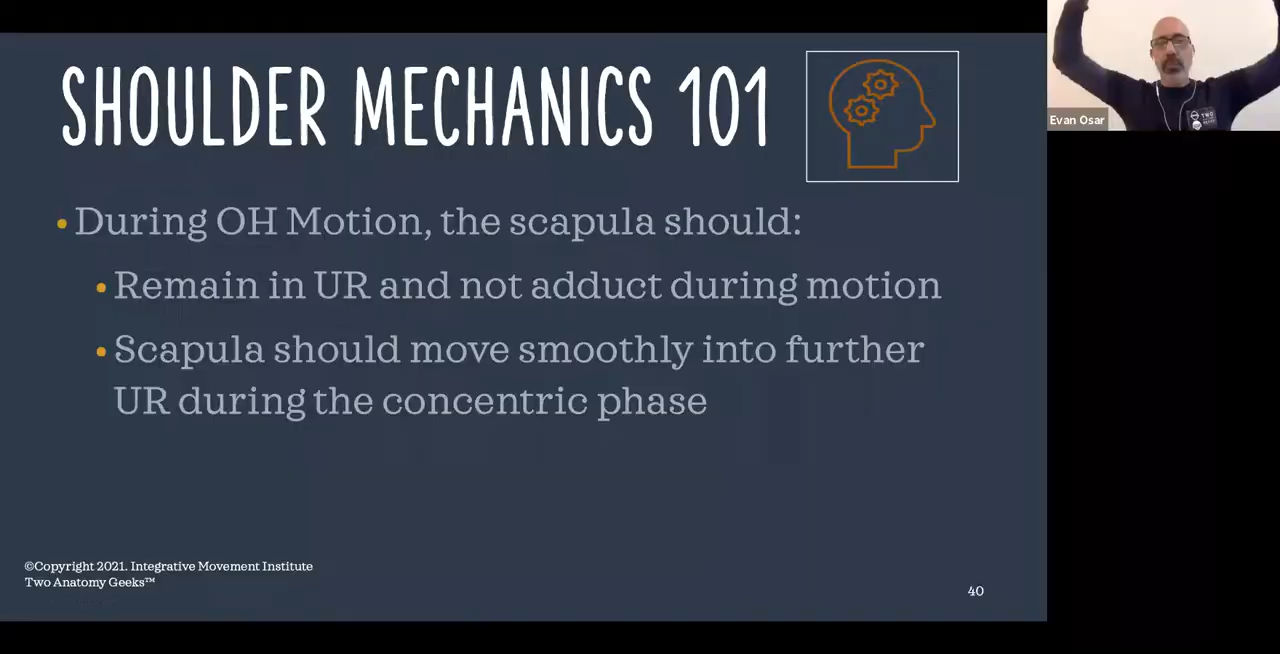 SHOULDER MECHANICS 101
• During OH Motion, the scapula should:
• Remain in UR and not adduct during motion
• Scapula should move smoothly into further
UR during the concentric phase
©Copyright 2021. Integrative Movement Institute
Two Anatomy Geeks™
40
Evan Osar
TWO